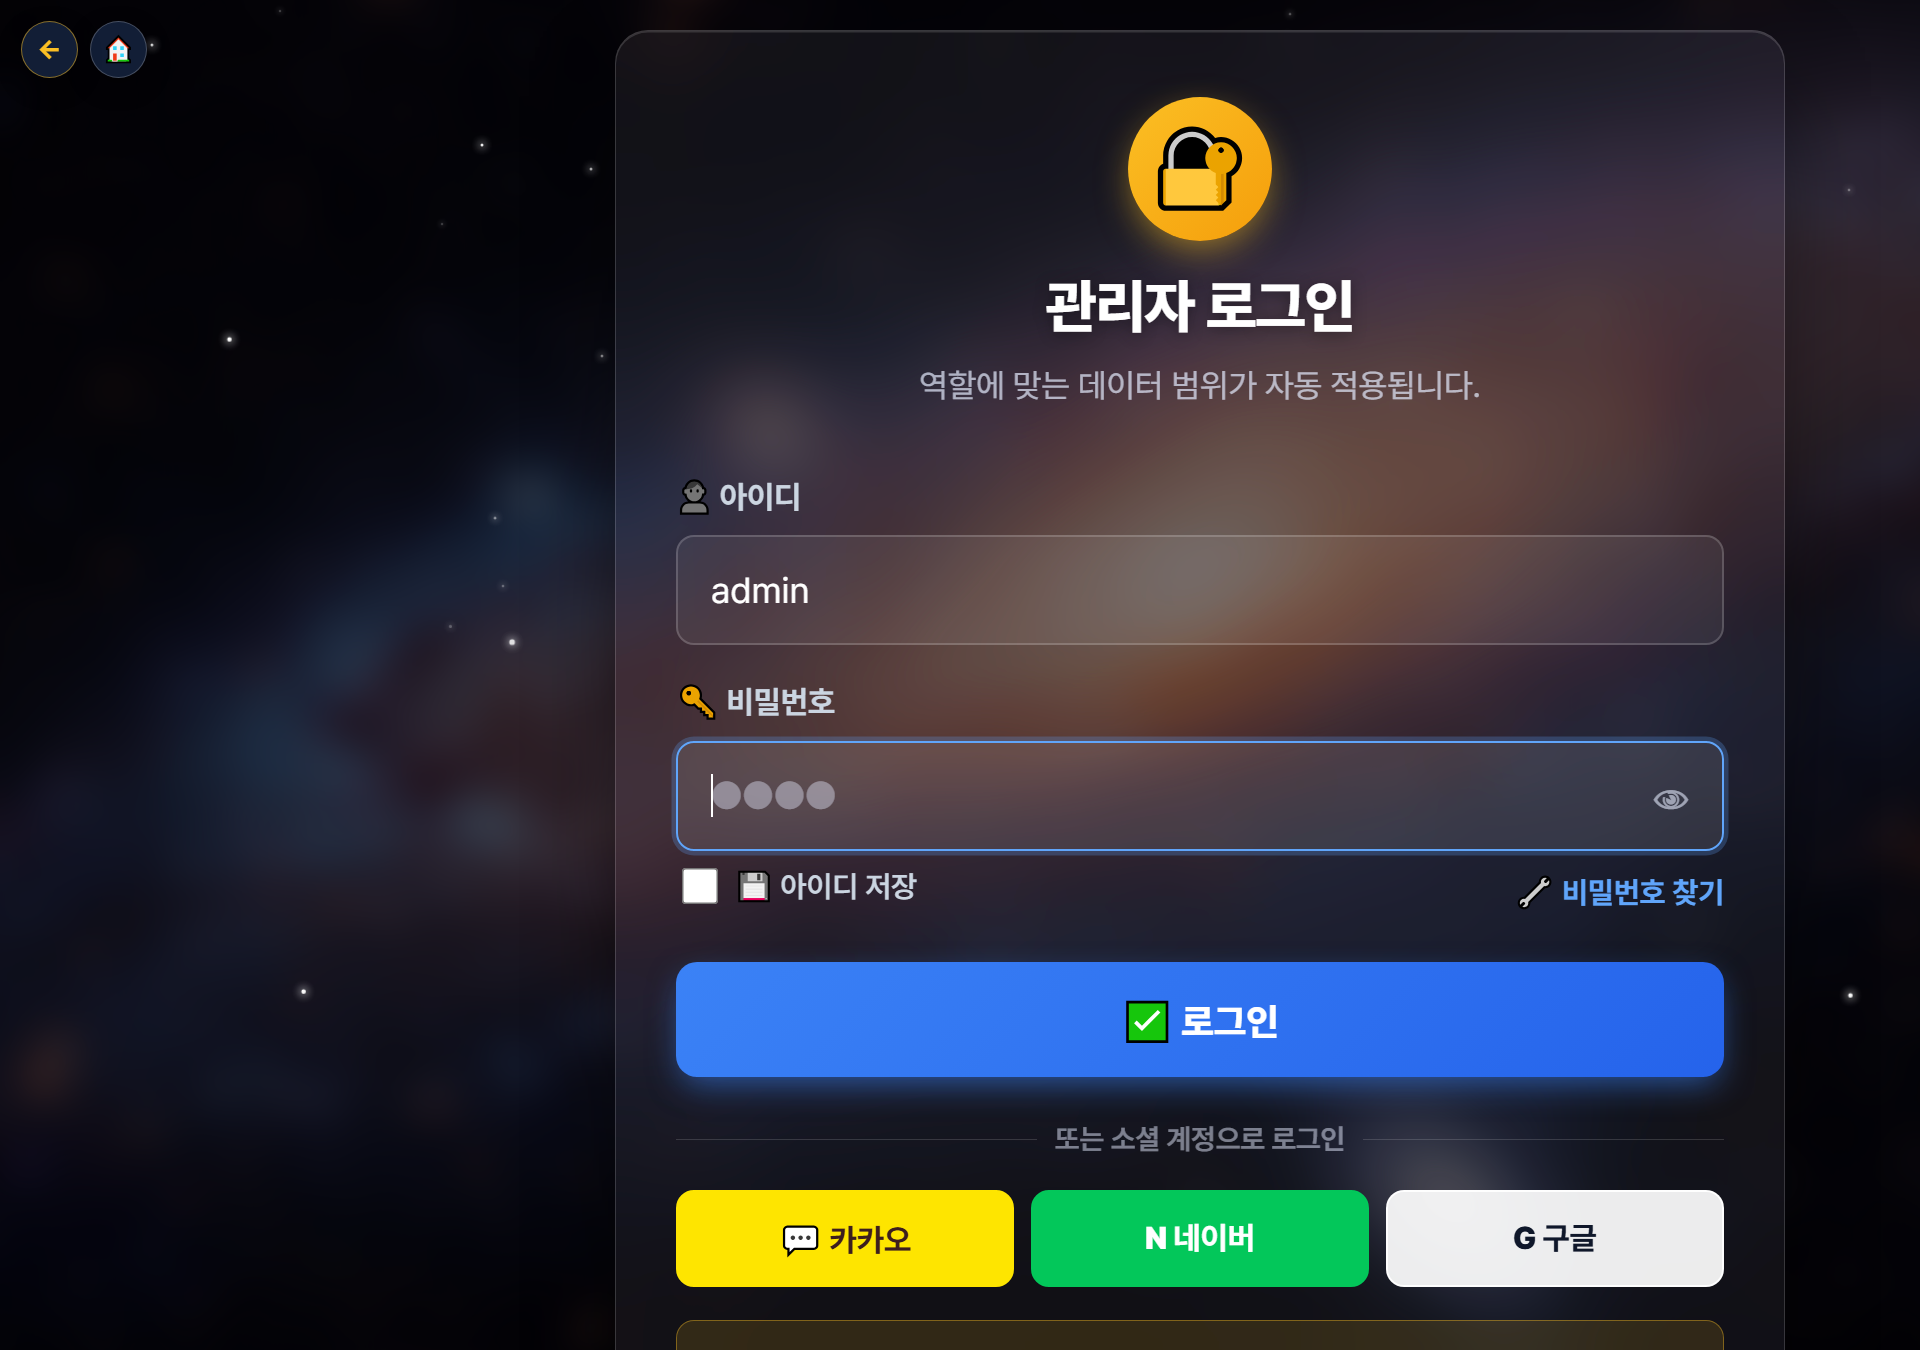 관리자 로그인
역할에 맞는 데이터 범위가 자동 적용됩니다.
아이디
admin
비밀번호
아이디 저장
비밀번호 찾기
로그인
또는 소셜 계정으로 로그인
카카오
N 네이버
G 구글